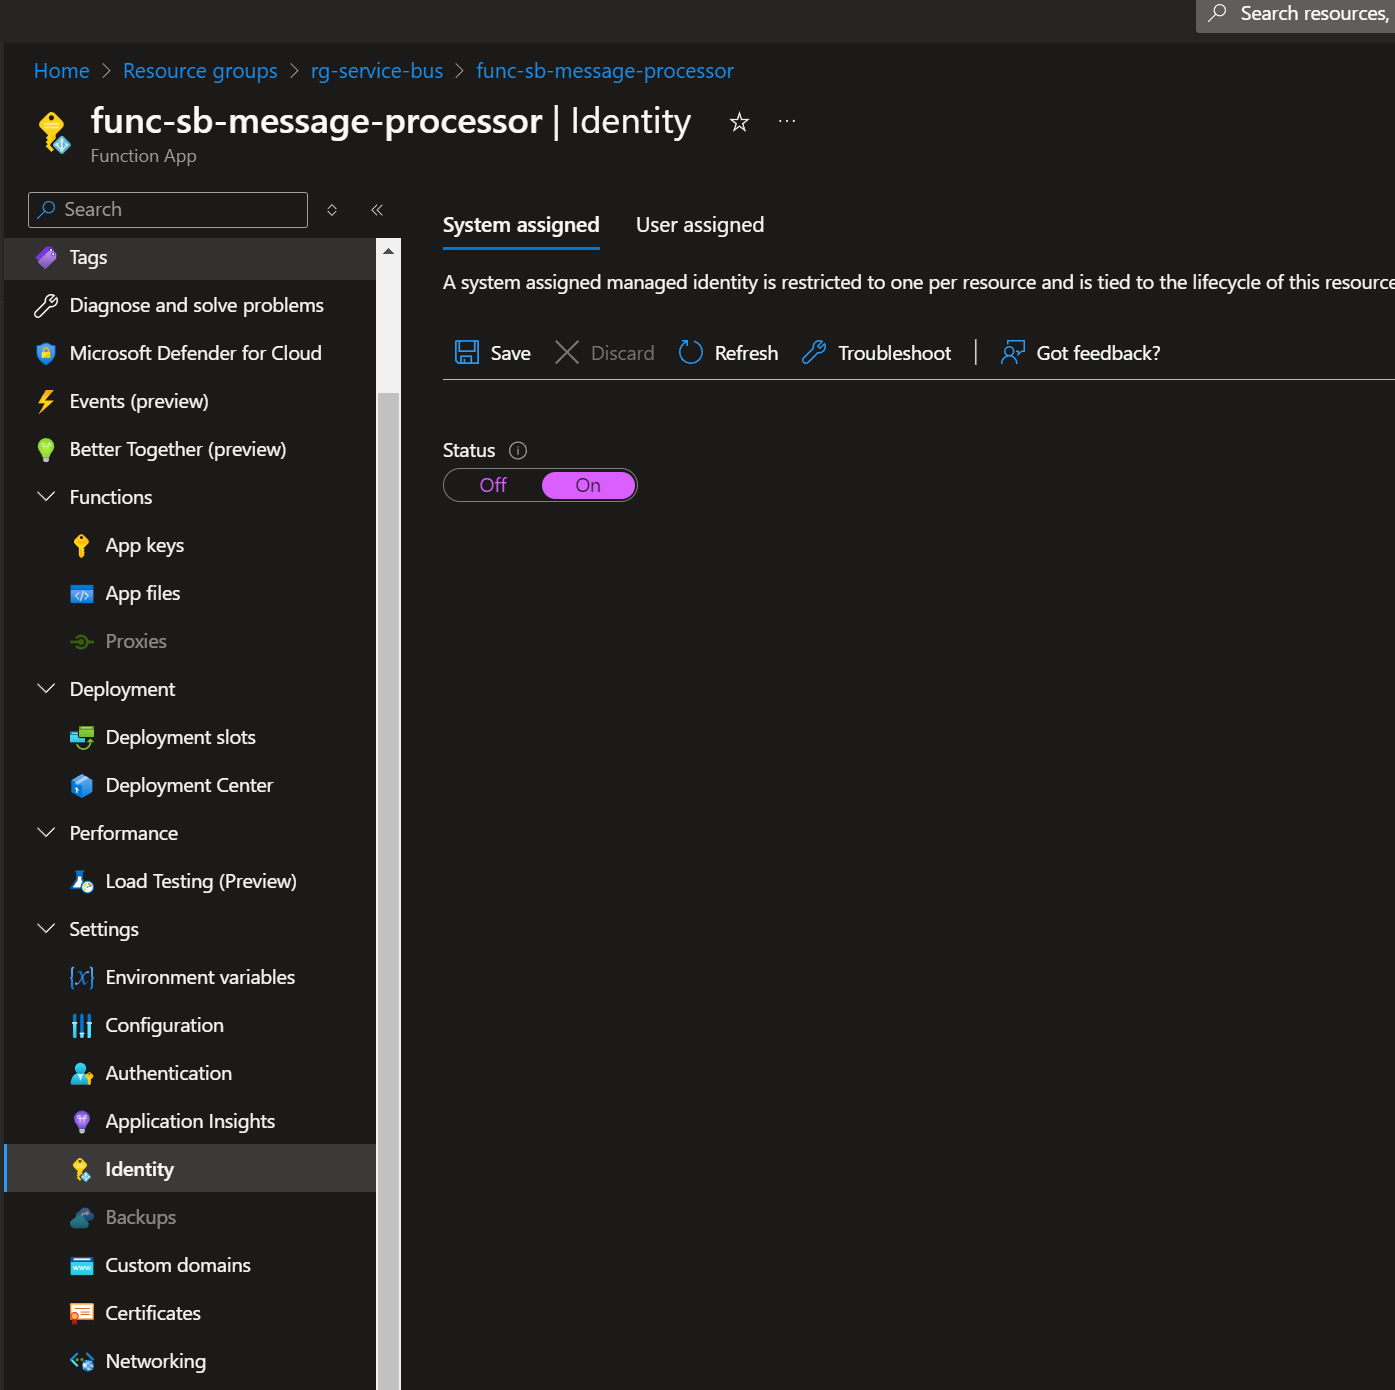 Search resources,
Home > Resource groups > rg-service-bus > func-sb-message-processor
func-sb-message-processor | Identity
Function App
Search
Tags
Diagnose and solve problems
Microsoft Defender for Cloud
Events (preview)
Better Together (preview)
Functions
App keys
App files
Proxies
Deployment
Deployment slots
Deployment Center
Performance
Load Testing (Preview)
Settings
Environment variables
Configuration
Authentication
Application Insights
Identity
Backups
Custom domains
Certificates
Networking
System assigned User assigned
A system assigned managed identity is restricted to one per resource and is tied to the lifecycle of this resource
Save Discard Refresh Troubleshoot | Got feedback?
Status
Off On